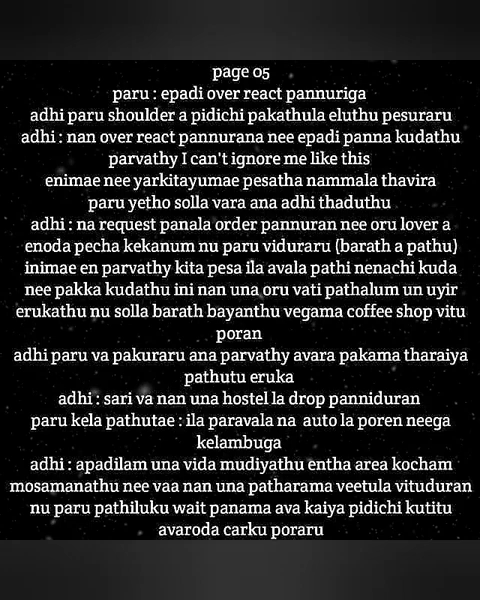 page 05
paru : epadi over react pannuriga
adhi paru shoulder a pidichi pakathula eluthu pesuraru
adhi : nan over react pannurana nee epadi panna kudathu
parvathy I can't ignore me like this
enimae nee yarkitayumae pesatha nammala thavira
paru yetho solla vara ana adhi thaduthu
adhi : na request panala order pannuran nee oru lover a
enoda pecha kekanum nu paru viduraru (barath a pathu)
inimae en parvathy kita pesa ila avala pathi nenachi kuda
nee pakka kudathu ini nan una oru vati pathalum un uyir
erukathu nu solla barath bayanthu vegama coffee shop vitu
poran
adhi paru va pakuraru ana parvathy avara pakama tharaiya
pathutu eruka
adhi : sari va nan una hostel la drop panniduran
paru kela pathutae : ila paravala na  auto la poren neega
kelambuga
adhi : apadilam una vida mudiyathu entha area kocham
mosamanathu nee vaa nan una patharama veetula vituduran
nu paru pathiluku wait panama ava kaiya pidichi kutitu
avaroda carku poraru